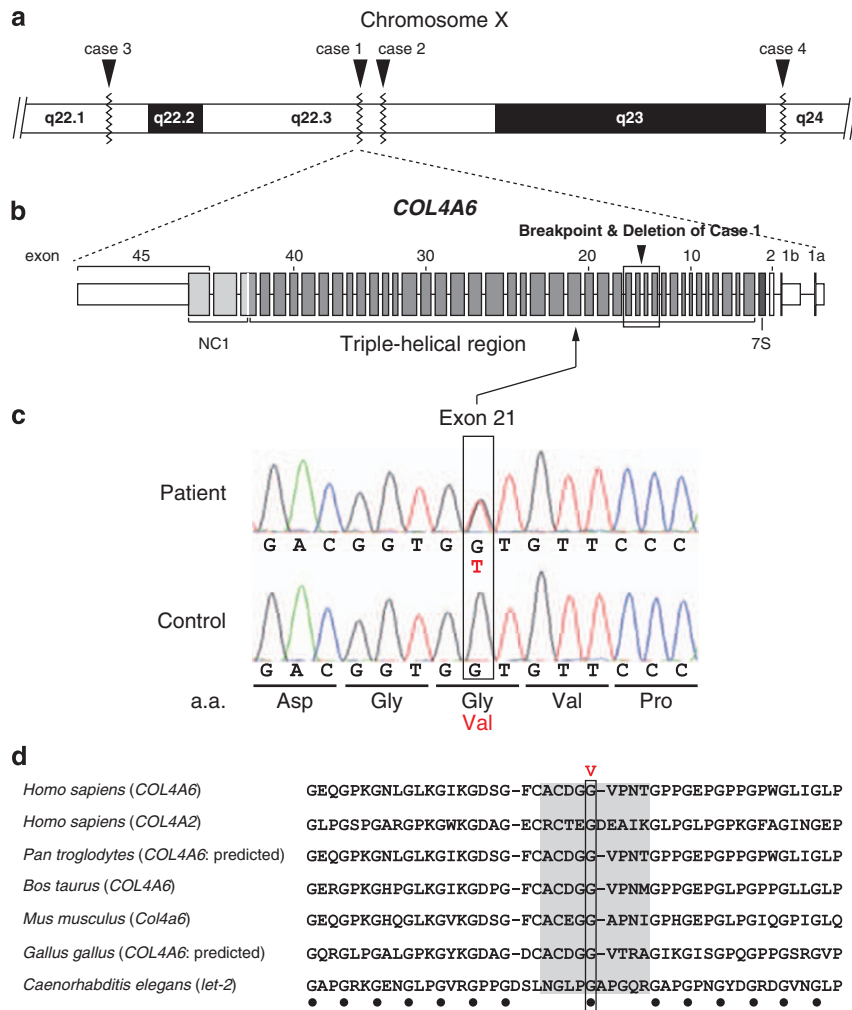 a
Chromosome X
case 3
case 1
case 2
case 4
q22.1
q22.2
q22.3
q23
q24
b
COL4A6
Breakpoint & Deletion of Case 1
exon
45
40
30
20
10
2
1b
1a
NC1
Triple-helical region
7S
c
Exon 21
Patient
G A C G G T G G T G T T C C C
T
Control
G A C G G T G G T G T T C C C
a.a.
Asp Gly Gly Val Pro
Val
d
V
Homo sapiens (COL4A6) GEQGPKGNLGLKGIKGDSG-FCACDGG-VPNTGPPGEPGPPGPWGLIGLP
Homo sapiens (COL4A2) GLPGSPGARGPKGWKGDAG-ECRCTEGDEAIKGLPGLPGPKGFAGINGEP
Pan troglodytes (COL4A6: predicted) GEQGPKGNLGLKGIKGDSG-FCACDGG-VPNTGPPGEPGPPGPWGLIGLP
Bos taurus (COL4A6) GERGPKGHPGLKGIKGDPG-FCACDGG-VPNMGPPGEPGLPGPPGLLGLP
Mus musculus (Col4a6) GEQGPKGHQGLKGVKGDSG-FCACEGG-APNIGPHGEPGLPGIQGPIGLQ
Gallus gallus (COL4A6: predicted) GQRGLPGALGPKGYKGDAG-DCACDGG-VTRAGIKGISGPQGPPGSRGVP
Caenorhabditis elegans (let-2) GAPGRKGENGLPGVRGPPGDSLNGLPGAPGQRGAPGPNGYDGRDGVNGLP